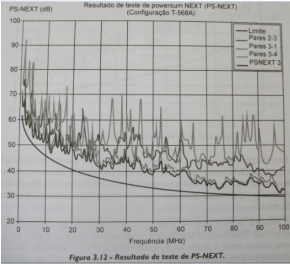 Resultado de teste de powersum NEXT (PS-NEXT)
(Configuração T-568A)
PS-NEXT (dB)
100
90
80
70
60
50
40
30
20
Limite
Pares 2-3
Pares 3-1
Pares 3-4
PSNEXT 3
0 10 20 30 40 50 60 70 80 90 100
Frequência (MHz)
Figura 3.12 – Resultado de teste de PS-NEXT.